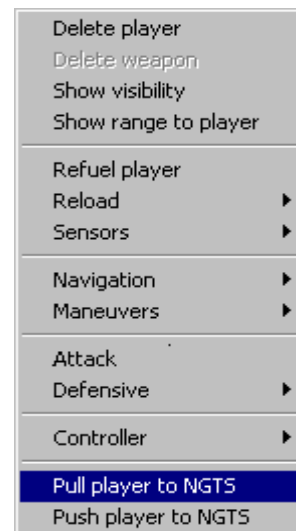 Delete player
Delete weapon
Show visibility
Show range to player
Refuel player
Reload
Sensors
Navigation
Maneuvers
Attack
Defensive
Controller
Pull player to NGTS
Push player to NGTS